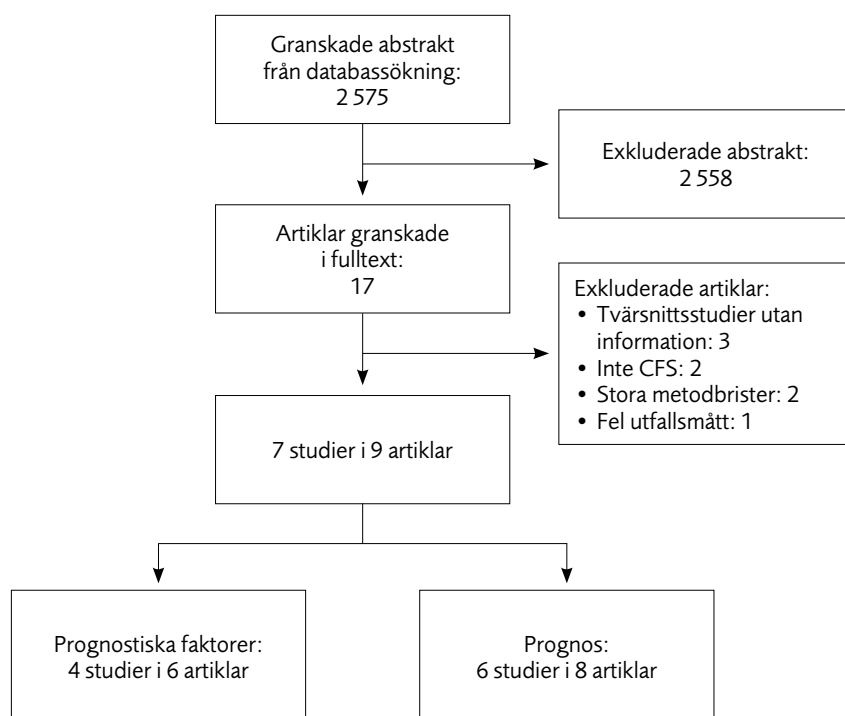 Granskade abstrakt
från databassökning:
2 575
Exkluderade abstrakt:
2 558
Artiklar granskade
i fulltext:
17
Exkluderade artiklar:
• Tvärsnittsstudier utan
information: 3
• Inte CFS: 2
• Stora metodbrister: 2
• Fel utfallsmått: 1
7 studier i 9 artiklar
Prognostiska faktorer:
4 studier i 6 artiklar
Prognos:
6 studier i 8 artiklar